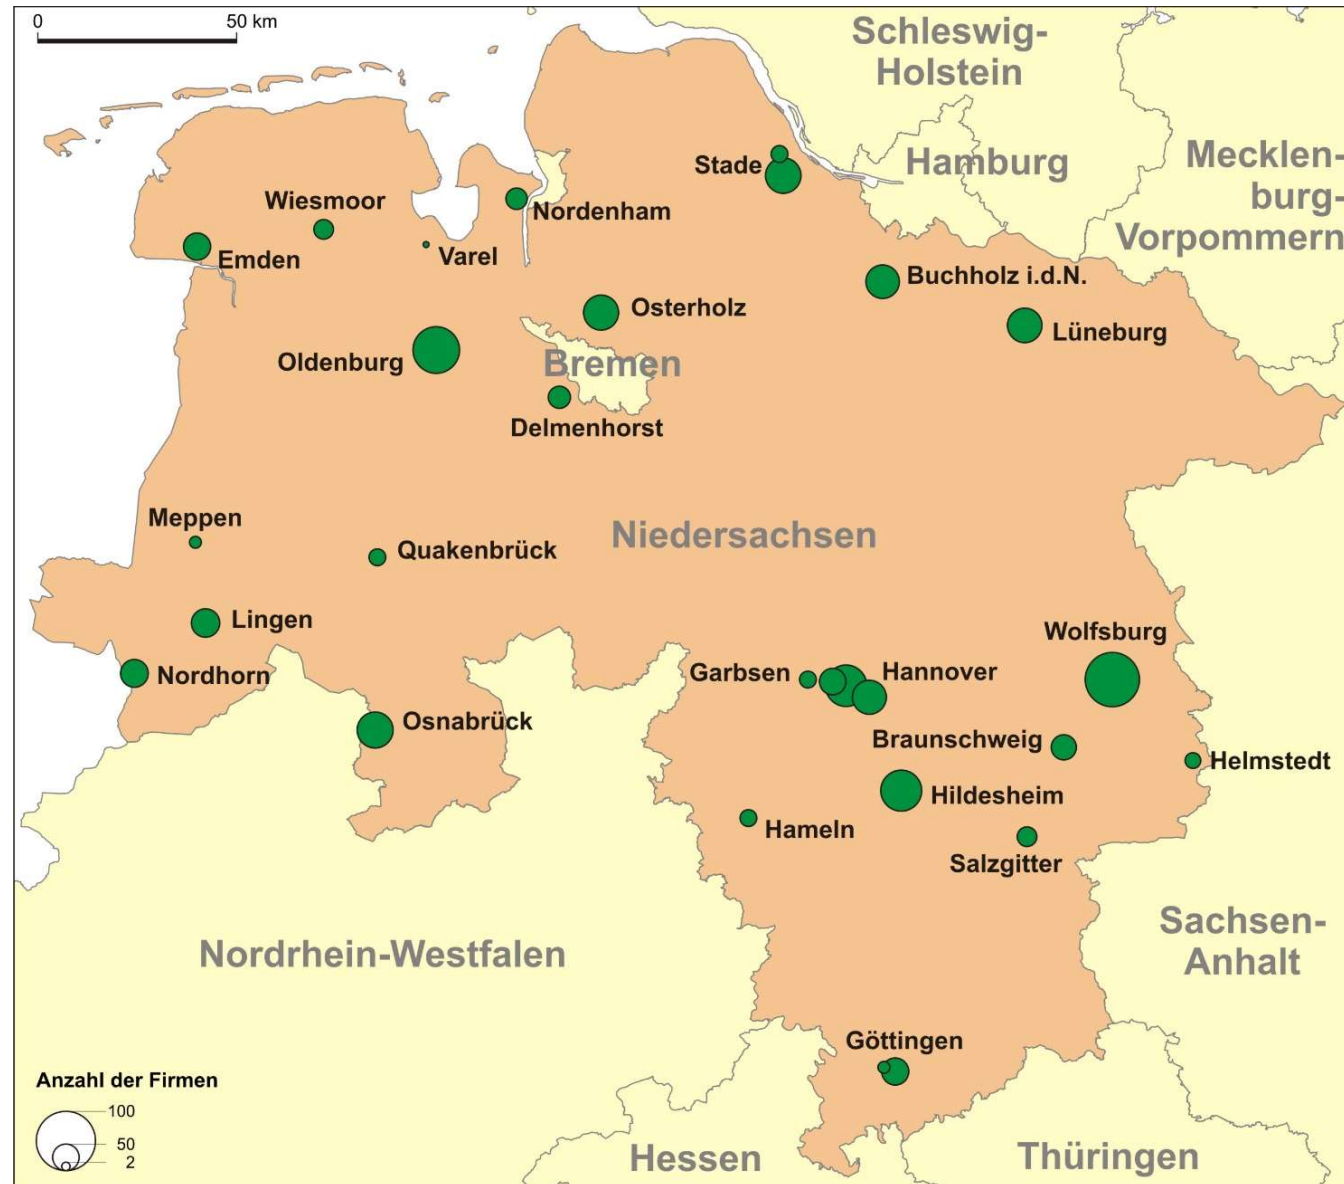 0 50 km
Schleswig-
Holstein
Hamburg
Mecklen-
burg-
Vorpommern
Stade
Wiesmoor
Nordenham
Emden
Varel
Buchholz i.d.N.
Osterholz
Lüneburg
Oldenburg
Bremen
Delmenhorst
Meppen
Niedersachsen
Quakenbrück
Lingen
Wolfsburg
Nordhorn
Garbsen
Hannover
Osnabrück
Braunschweig
Helmstedt
Hildesheim
Hameln
Salzgitter
Sachsen-
Anhalt
Nordrhein-Westfalen
Göttingen
Anzahl der Firmen
100
50
2
Hessen
Thüringen